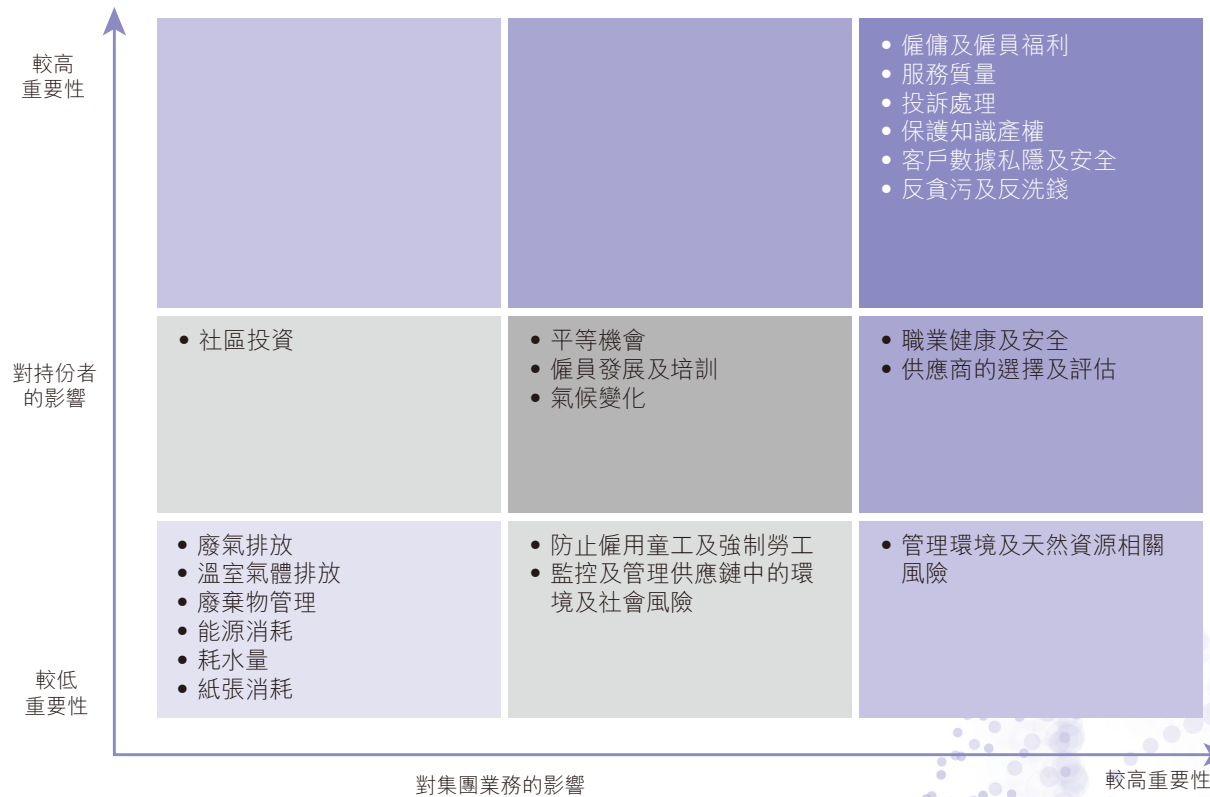 較高
重要性
• 僱傭及僱員福利
• 服務質量
• 投訴處理
• 保護知識產權
• 客戶數據私隱及安全
• 反貪污及反洗錢
對持份者
的影響
• 社區投資
• 平等機會
• 僱員發展及培訓
• 氣候變化
• 職業健康及安全
• 供應商的選擇及評估
較低
重要性
• 廢氣排放
• 溫室氣體排放
• 廢棄物管理
• 能源消耗
• 耗水量
• 紙張消耗
• 防止僱用童工及強制勞工
• 監控及管理供應鏈中的環
境及社會風險
• 管理環境及天然資源相關
風險
對集團業務的影響
較高重要性